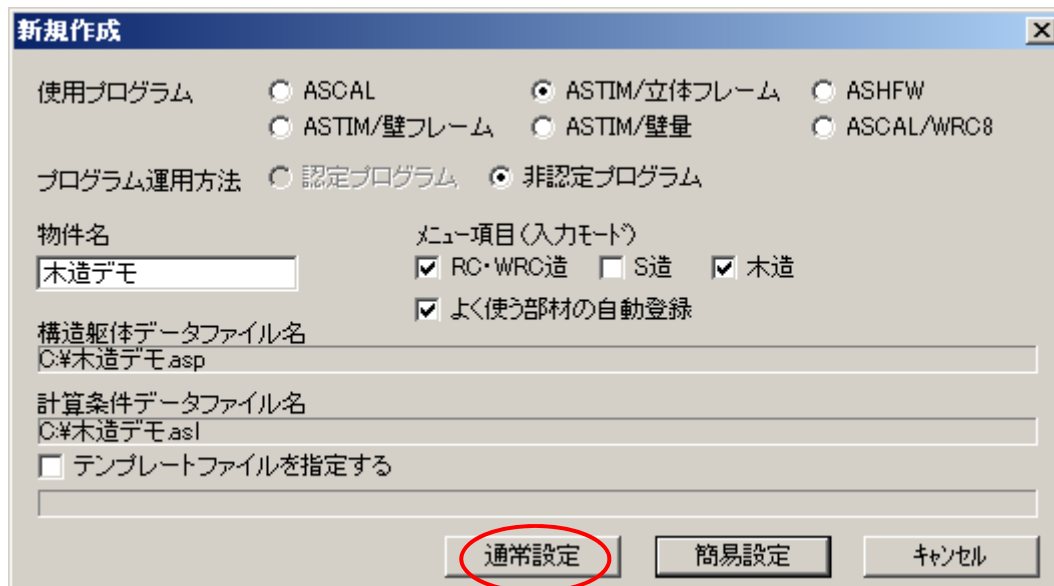 新規作成
使用プログラム ASCAL ASTIM/立体フレーム ASHFW
ASTIM/壁フレーム ASTIM/壁量 ASCAL/WRC8
プログラム運用方法 認定プログラム 非認定プログラム
物件名 メニュー項目(入力モード)
RC・WRC造 S造 木造
木造デモ
よく使う部材の自動登録
構造躯体データファイル名
C:¥木造デモ.asp
計算条件データファイル名
C:¥木造デモ.asl
テンプレートファイルを指定する
通常設定 簡易設定 キャンセル